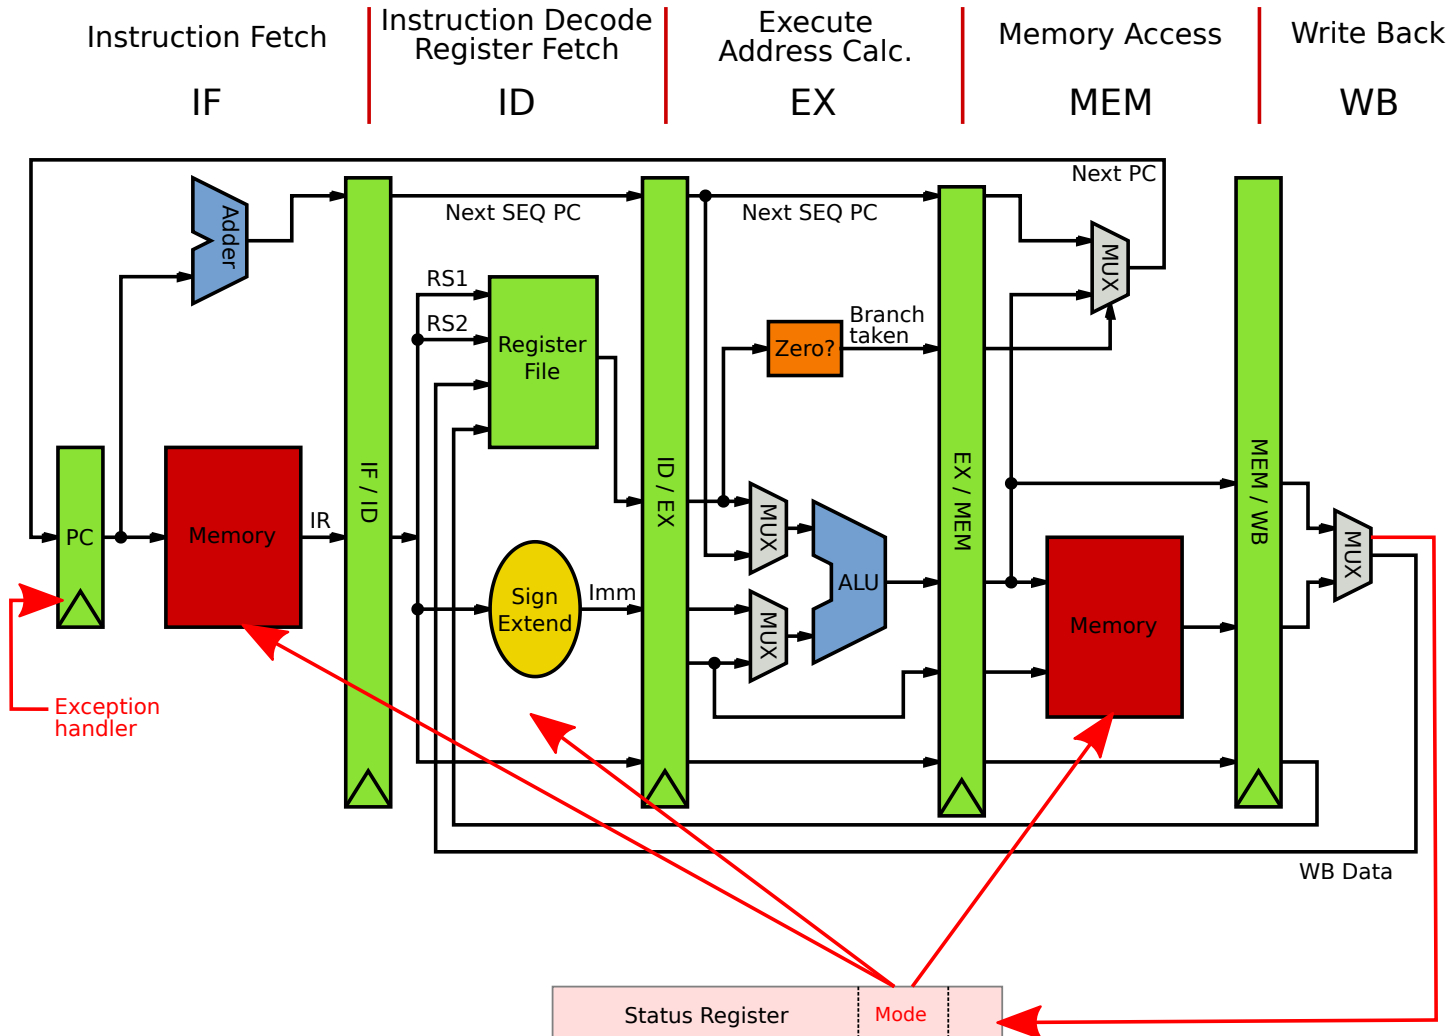 Instruction Fetch
IF
Instruction Decode
Register Fetch
ID
Execute
Address Calc.
EX
Memory Access
MEM
Write Back
WB
Next PC
Adder
Next SEQ PC
Next SEQ PC
MUX
RS1
RS2
Register
File
Branch
taken
Zero?
PC
Memory
IR
IF / ID
ID / EX
EX / MEM
MEM / WB
MUX
MUX
ALU
Sign
Extend
Imm
Memory
MUX
Exception
handler
WB Data
Status Register
Mode